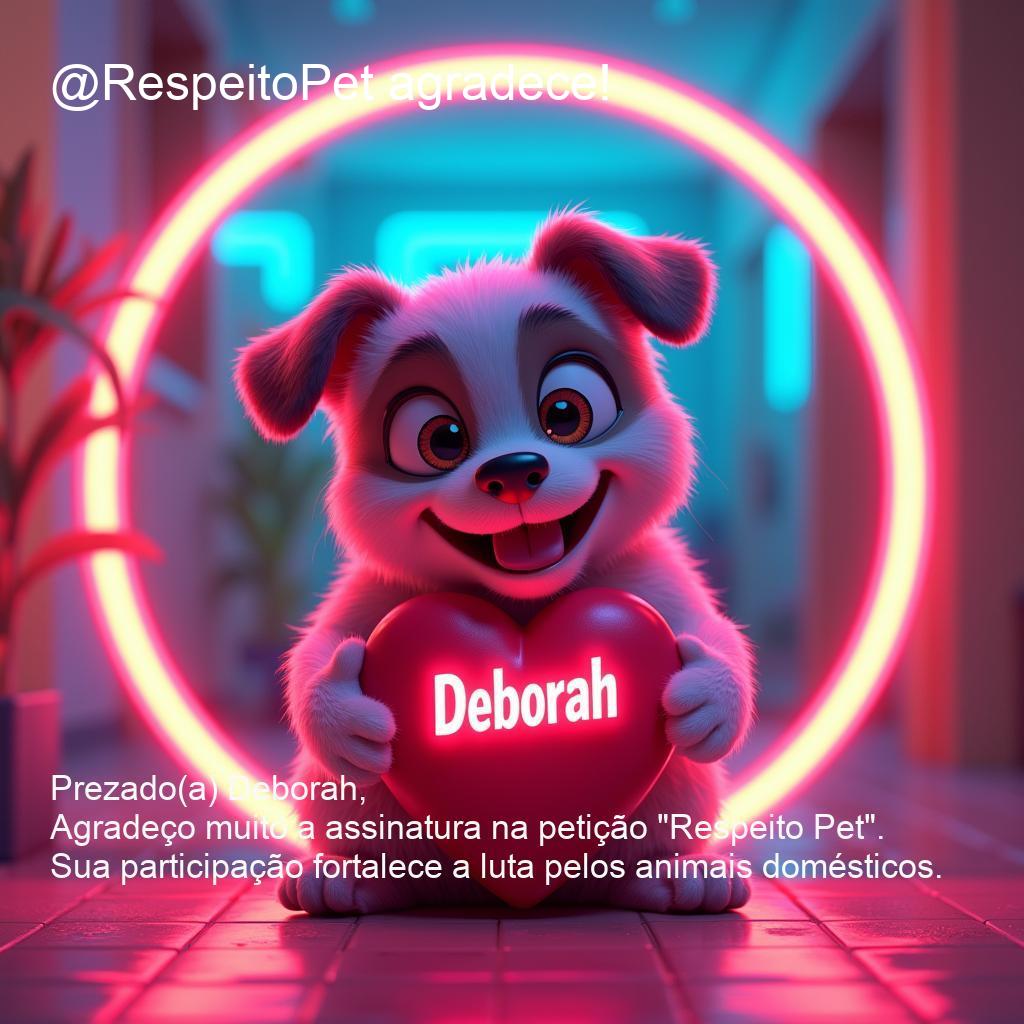 @RespeitoPet agradece!
Deborah
Prezado(a) Deborah,
Agradeço muito a assinatura na petição "Respeito Pet".
Sua participação fortalece a luta pelos animais domésticos.